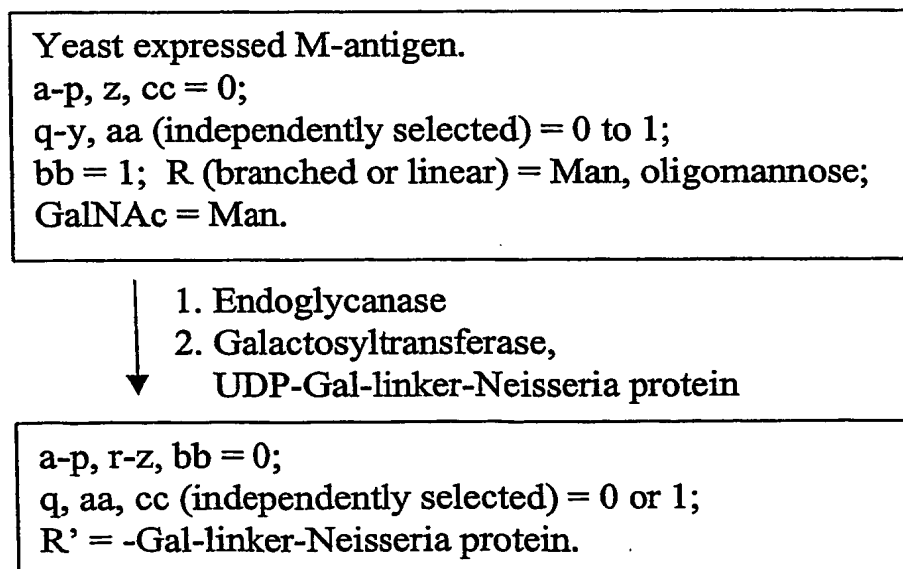 Yeast expressed M-antigen.
a-p, z, cc = 0;
q-y, aa (independently selected) = 0 to 1;
bb = 1; R (branched or linear) = Man, oligomannose;
GalNAc = Man.
1. Endoglycanase
2. Galactosyltransferase,
UDP-Gal-linker-Neisseria protein
a-p, r-z, bb = 0;
q, aa, cc (independently selected) = 0 or 1;
R’ = -Gal-linker-Neisseria protein.